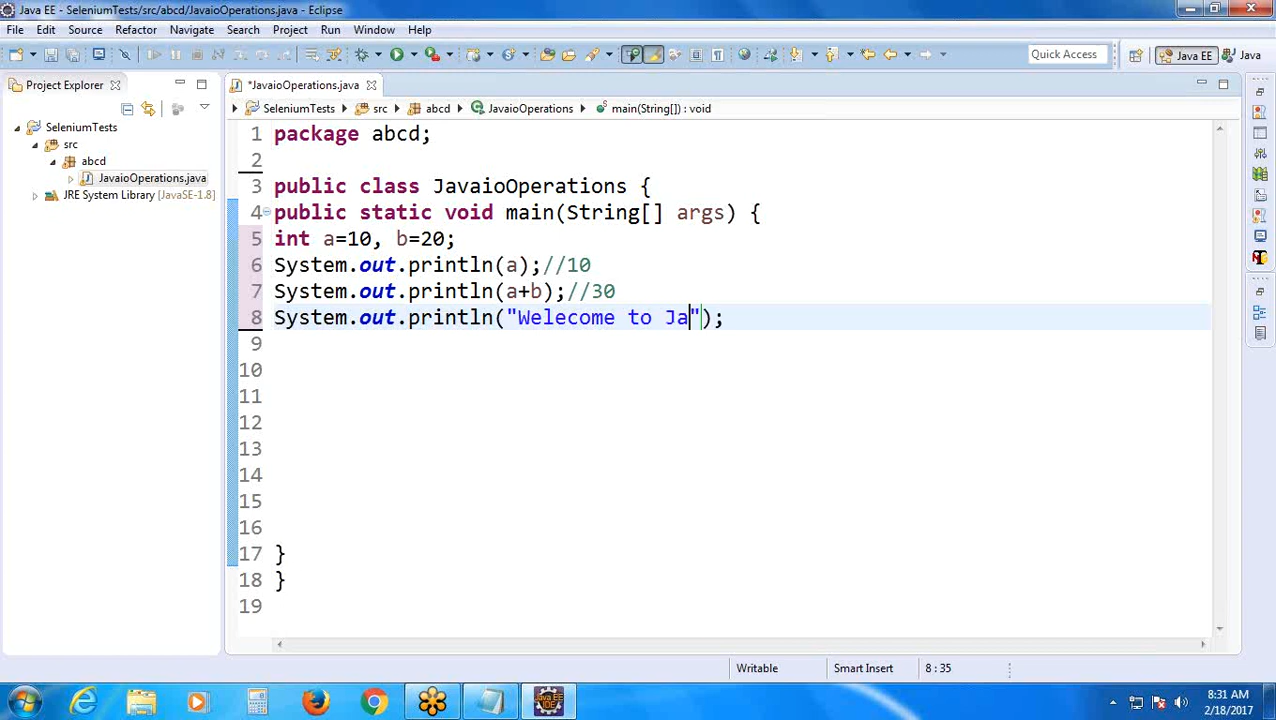 Java EE - SeleniumTests/src/abcd/JavaioOperations.java - Eclipse
File Edit Source Refactor Navigate Search Project Run Window Help
Quick Access Java EE Java
Project Explorer
*JavaioOperations.java
SeleniumTests src abcd JavaioOperations main(String[]) : void
SeleniumTests
src
abcd
JavaioOperations.java
JRE System Library [JavaSE-1.8]
1 package abcd;
2
3 public class JavaioOperations {
4 public static void main(String[] args) {
5 int a=10, b=20;
6 System.out.println(a);//10
7 System.out.println(a+b);//30
8 System.out.println("Welecome to Ja");
9
10
11
12
13
14
15
16
17 }
18 }
19
Writable Smart Insert 8 : 35
Java EE
IDE
8:31 AM
2/18/2017